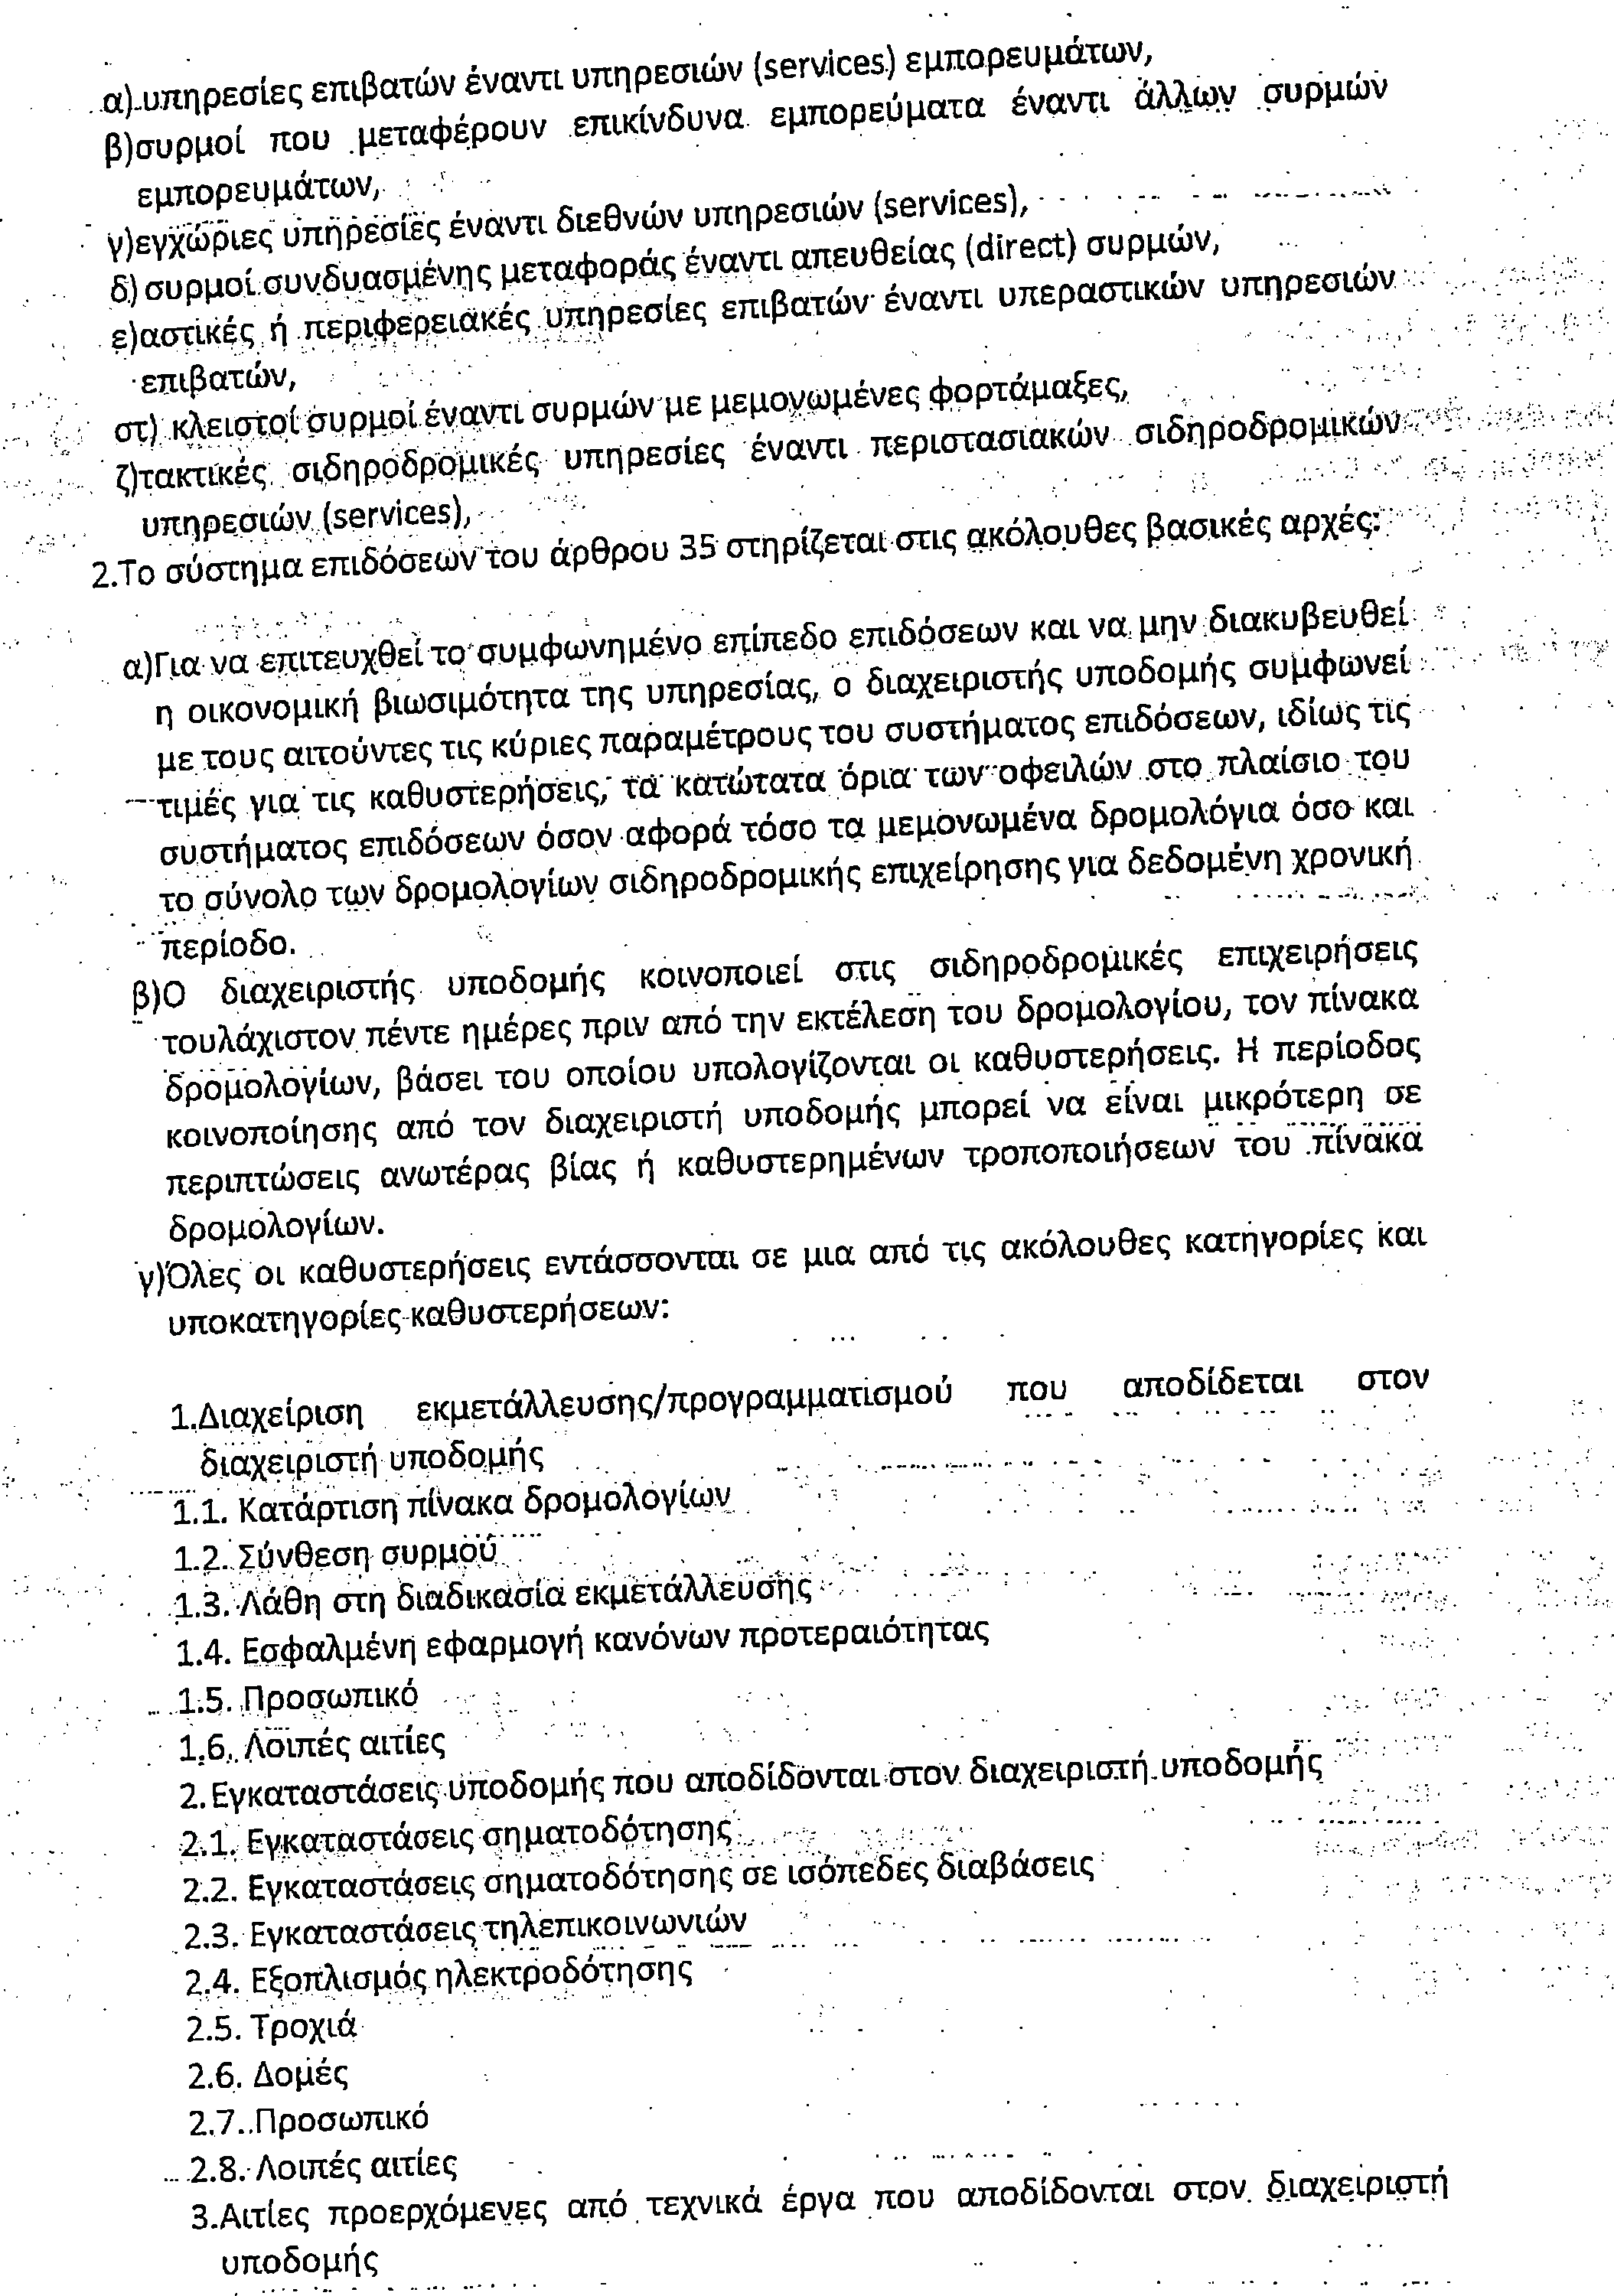 α) υπηρεσίες επιβατών έναντι υπηρεσιών (services) εμπορευμάτων,
β)συρμοί που μεταφέρουν επικίνδυνα εμπορεύματα έναντι άλλων συρμών
εμπορευμάτων,
γ)εγχώριες υπηρεσίες έναντι διεθνών υπηρεσιών (services),
δ) συρμοί συνδυασμένης μεταφοράς έναντι απευθείας (direct) συρμών,
ε)αστικές ή περιφερειακές υπηρεσίες επιβατών έναντι υπεραστικών υπηρεσιών
επιβατών,
στ) κλειστοί συρμοί έναντι συρμών με μεμονωμένες φορτάμαξες,
ζ)τακτικές σιδηροδρομικές υπηρεσίες έναντι περιστασιακών σιδηροδρομικών
υπηρεσιών (services),
2.Το σύστημα επιδόσεων του άρθρου 35 στηρίζεται στις ακόλουθες βασικές αρχές:
α)Για να επιτευχθεί το συμφωνημένο επίπεδο επιδόσεων και να μην διακυβευθεί
η οικονομική βιωσιμότητα της υπηρεσίας, ο διαχειριστής υποδομής συμφωνεί
με τους αιτούντες τις κύριες παραμέτρους του συστήματος επιδόσεων, ιδίως τις
τιμές για τις καθυστερήσεις, τα κατώτατα όρια των οφειλών στο πλαίσιο του
συστήματος επιδόσεων όσον αφορά τόσο τα μεμονωμένα δρομολόγια όσο και
το σύνολο των δρομολογίων σιδηροδρομικής επιχείρησης για δεδομένη χρονική
περίοδο.
β)Ο διαχειριστής υποδομής κοινοποιεί στις σιδηροδρομικές επιχειρήσεις
τουλάχιστον πέντε ημέρες πριν από την εκτέλεση του δρομολογίου, τον πίνακα
δρομολογίων, βάσει του οποίου υπολογίζονται οι καθυστερήσεις. Η περίοδος
κοινοποίησης από τον διαχειριστή υποδομής μπορεί να είναι μικρότερη σε
περιπτώσεις ανωτέρας βίας ή καθυστερημένων τροποποιήσεων του πίνακα
δρομολογίων.
γ)Όλες οι καθυστερήσεις εντάσσονται σε μια από τις ακόλουθες κατηγορίες και
υποκατηγορίες καθυστερήσεων:
1.Διαχείριση εκμετάλλευσης/προγραμματισμού που αποδίδεται στον
διαχειριστή υποδομής
1.1. Κατάρτιση πίνακα δρομολογίων
1.2. Σύνθεση συρμού
1.3. Λάθη στη διαδικασία εκμετάλλευσης
1.4. Εσφαλμένη εφαρμογή κανόνων προτεραιότητας
1.5. Προσωπικό
1.6. Λοιπές αιτίες
2. Εγκαταστάσεις υποδομής που αποδίδονται στον διαχειριστή υποδομής
2.1. Εγκαταστάσεις σηματοδότησης
2.2. Εγκαταστάσεις σηματοδότησης σε ισόπεδες διαβάσεις
2.3. Εγκαταστάσεις τηλεπικοινωνιών
2.4. Εξοπλισμός ηλεκτροδότησης
2.5. Τροχιά
2.6. Δομές
2.7. Προσωπικό
2.8. Λοιπές αιτίες
3.Αιτίες προερχόμενες από τεχνικά έργα που αποδίδονται στον διαχειριστή
υποδομής